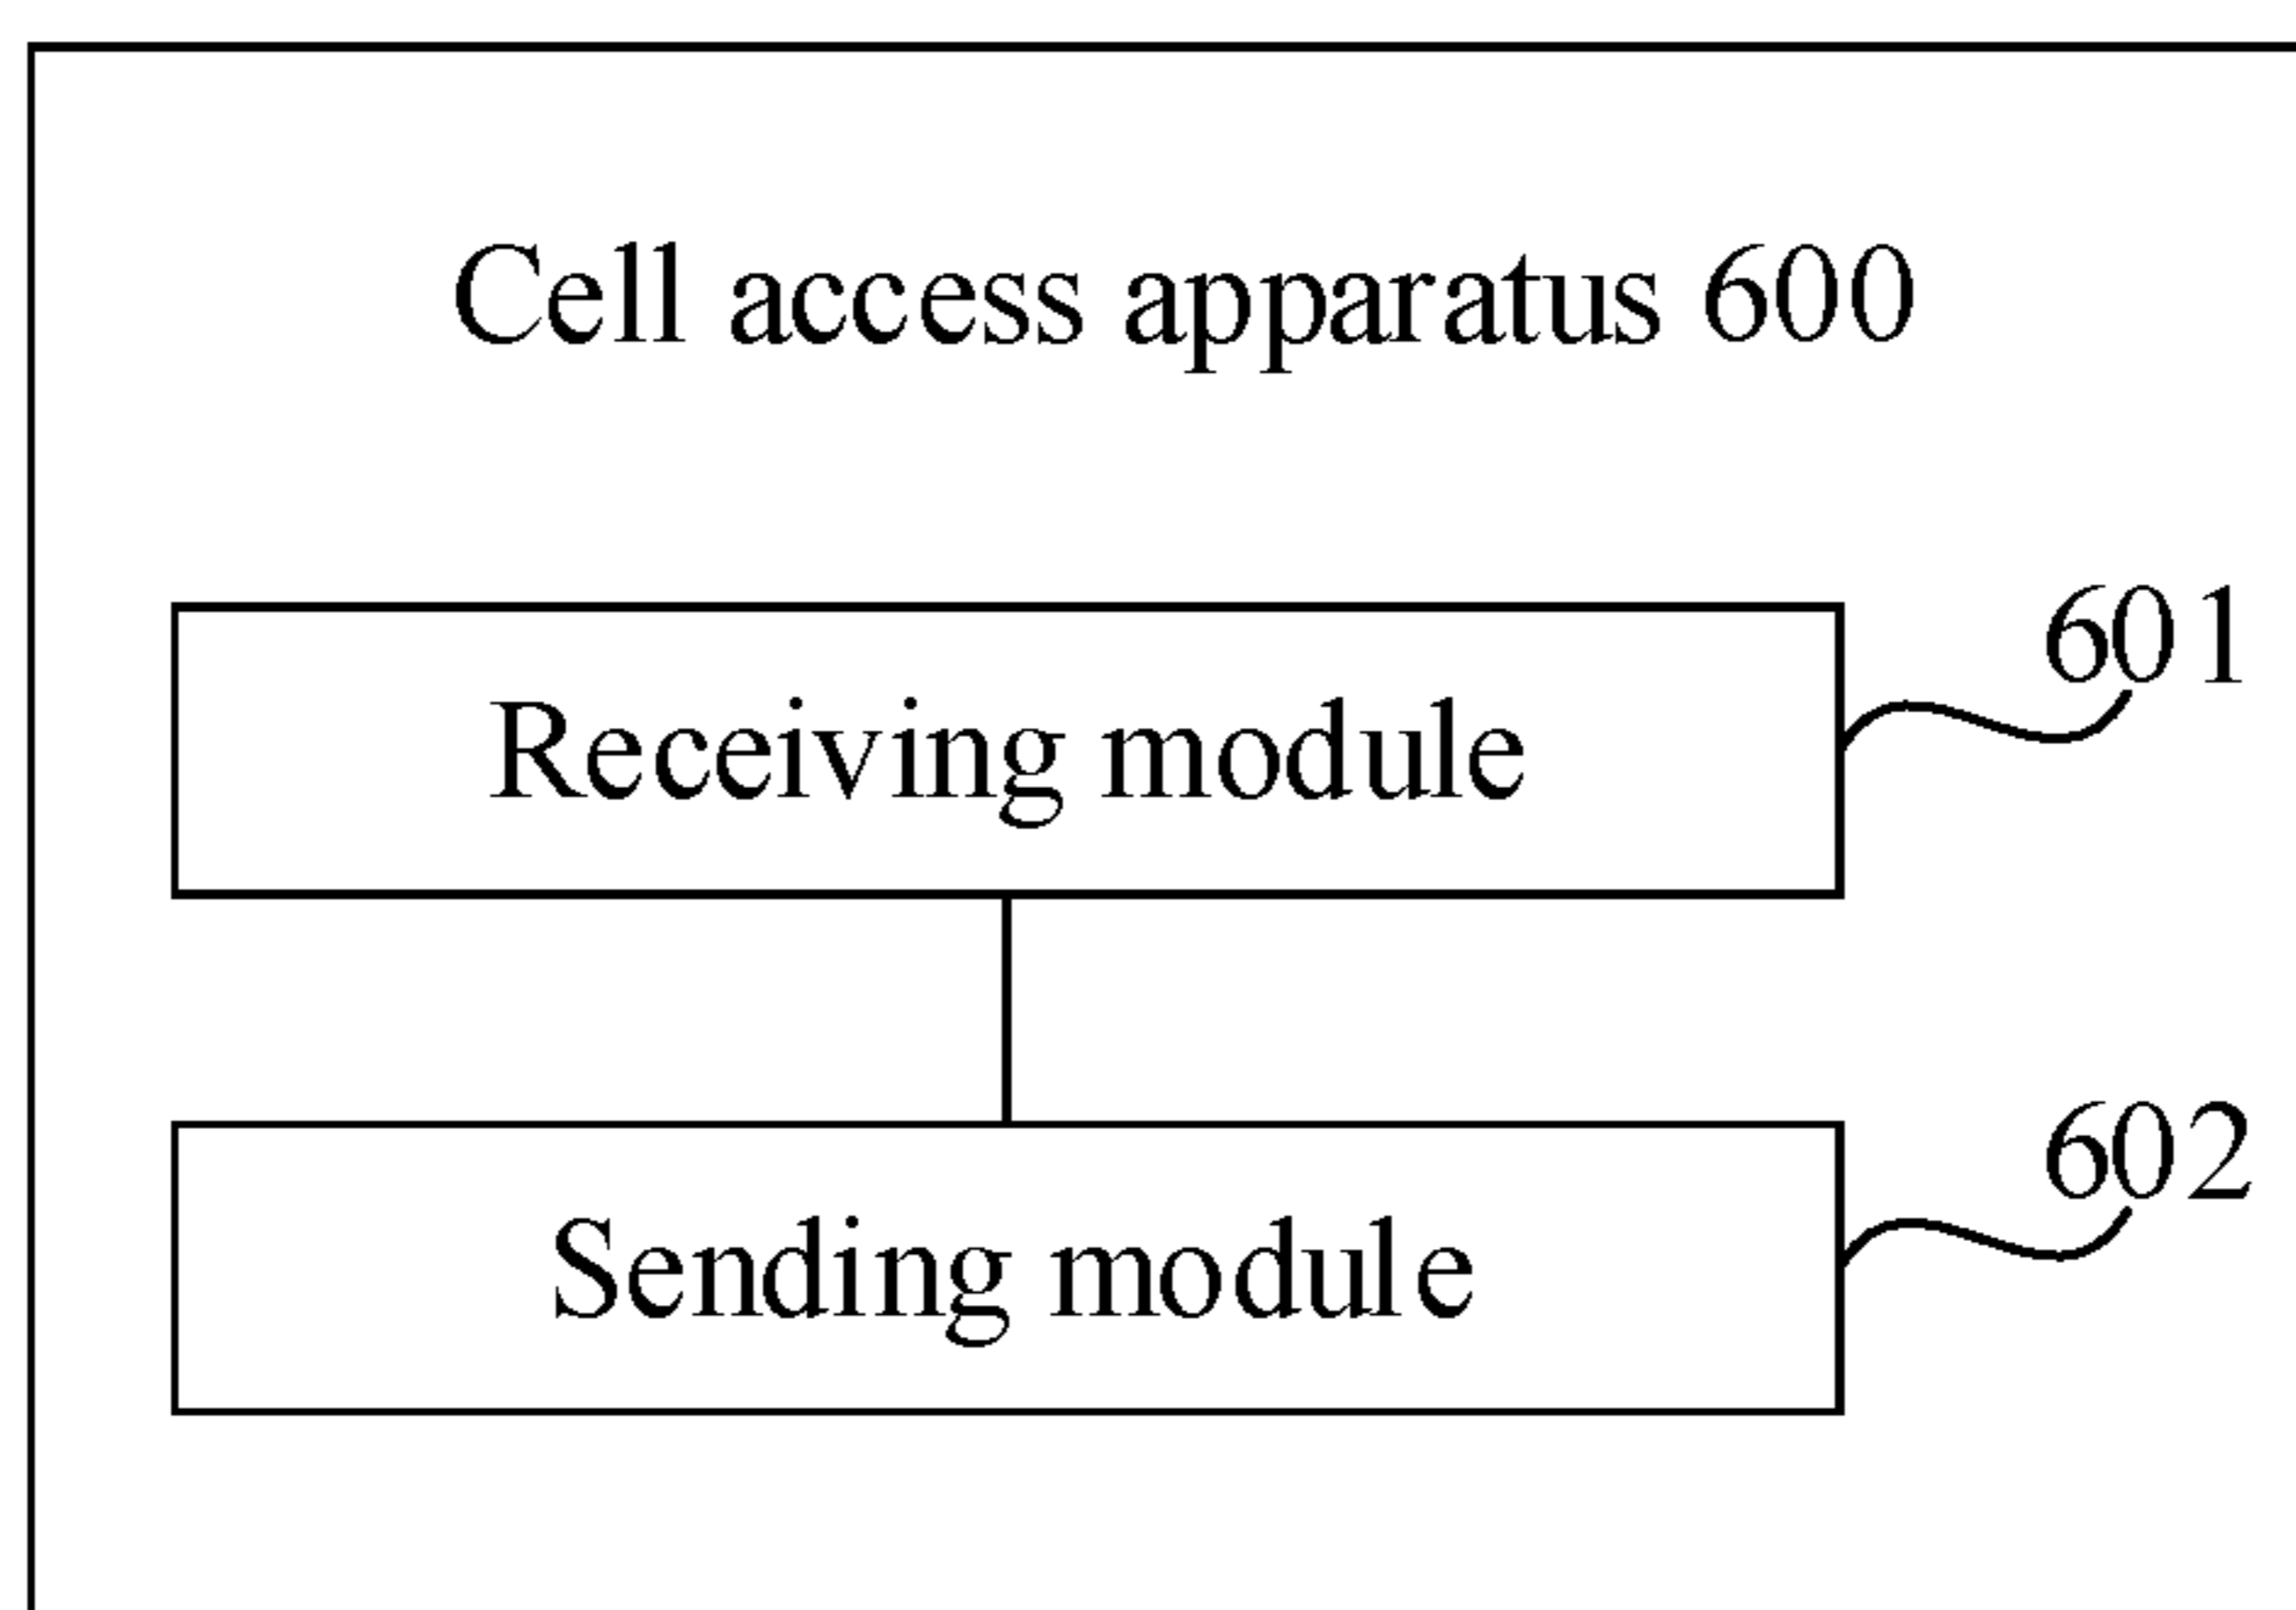 Cell access apparatus 600
601
Receiving module
602
Sending module